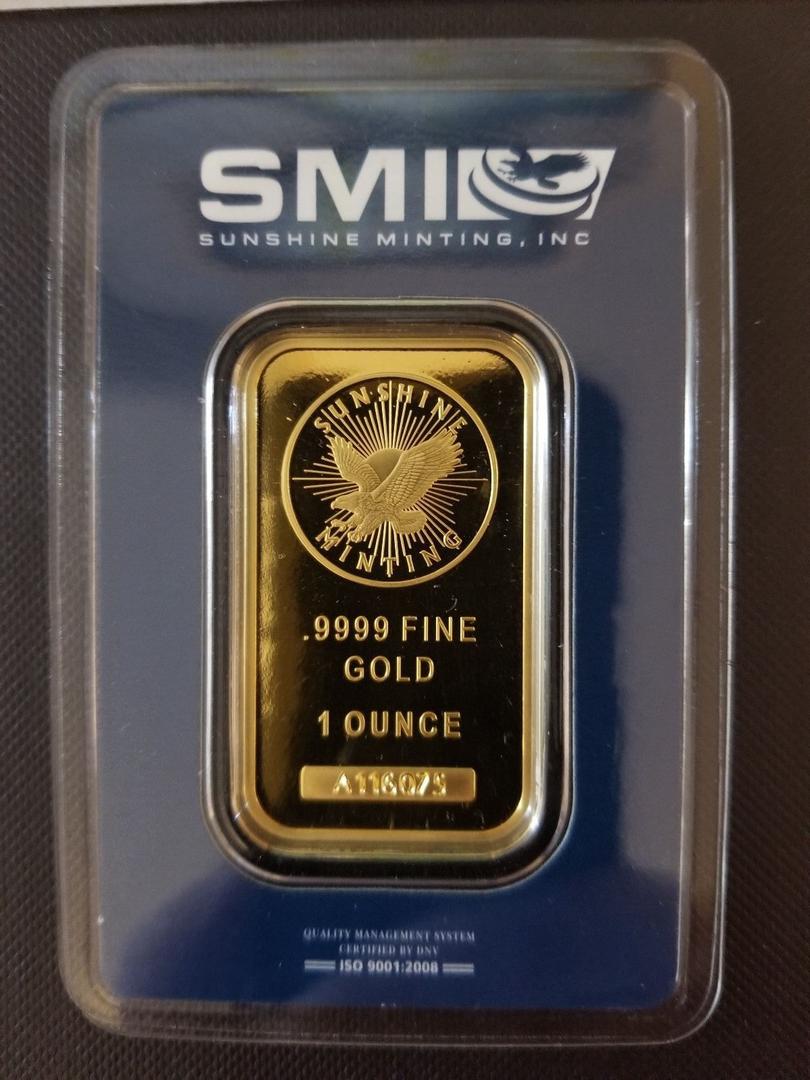 SMI
SUNSHINE MINTING, INC
SUNSHINE
MINTING
.9999 FINE
GOLD
1 OUNCE
A116075
QUALITY MANAGEMENT SYSTEM
CERTIFIED BY DNV
ISO 9001:2008